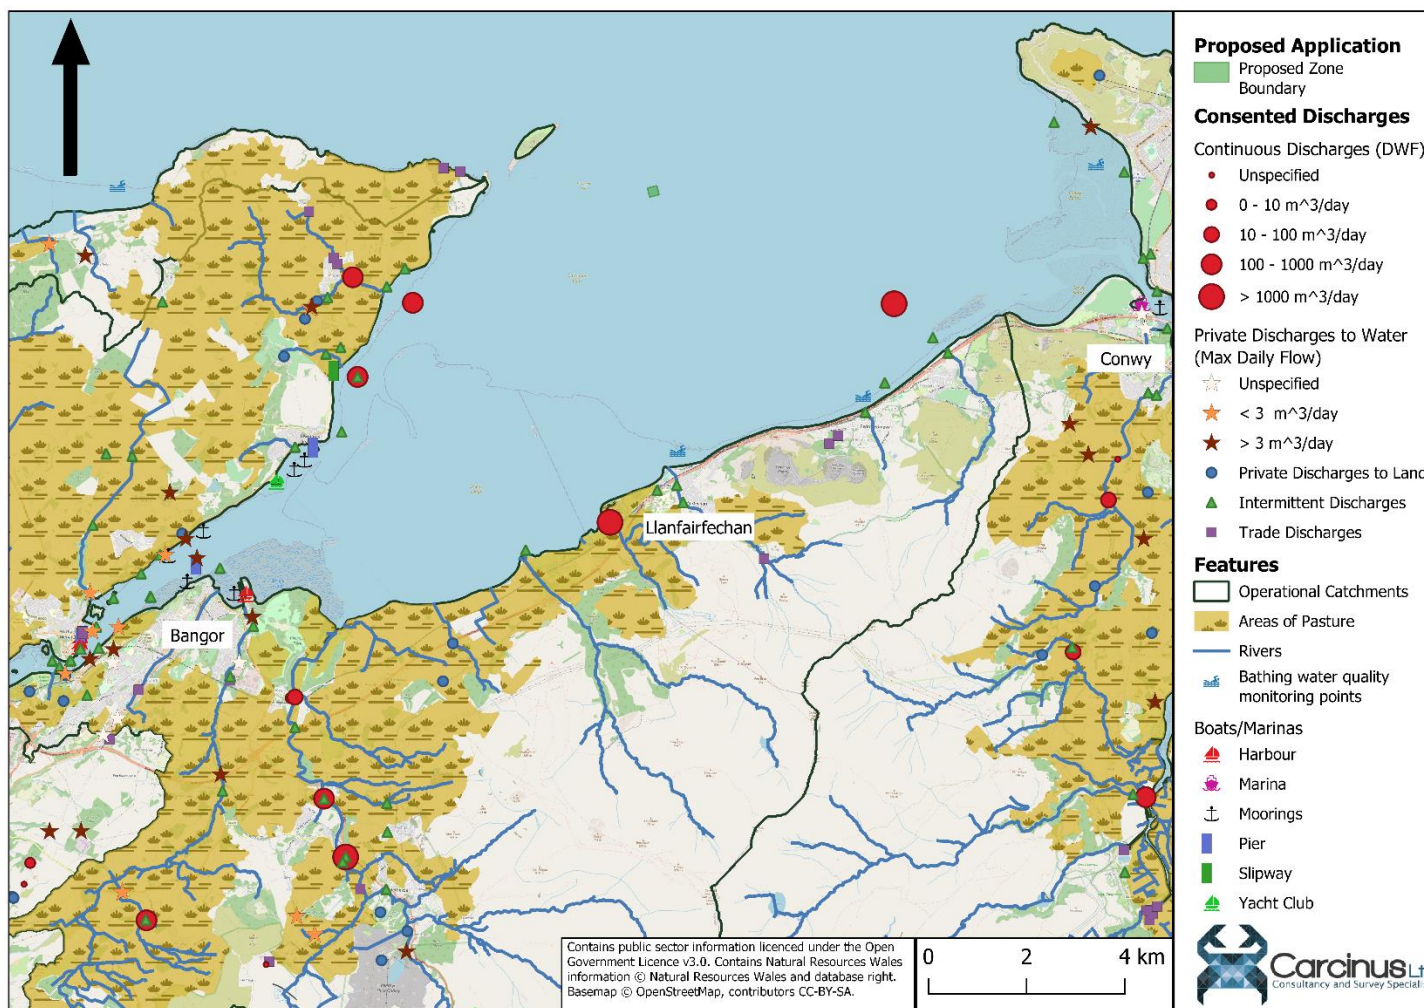 Proposed Application
Proposed Zone
Boundary
Consented Discharges
Continuous Discharges (DWF)
Unspecified
0 - 10 m^3/day
10 - 100 m^3/day
100 - 1000 m^3/day
> 1000 m^3/day
Private Discharges to Water
(Max Daily Flow)
Unspecified
< 3 m^3/day
> 3 m^3/day
Private Discharges to Land
Intermittent Discharges
Trade Discharges
Features
Operational Catchments
Areas of Pasture
Rivers
Bathing water quality
monitoring points
Boats/Marinas
Harbour
Marina
Moorings
Pier
Slipway
Yacht Club
Conwy
Llanfairfechan
Bangor
Contains public sector information licenced under the Open
Government Licence v3.0. Contains Natural Resources Wales
information © Natural Resources Wales and database right.
Basemap © OpenStreetMap, contributors CC-BY-SA.
0 2 4 km
Carcinus Lt
Consultancy and Survey Special